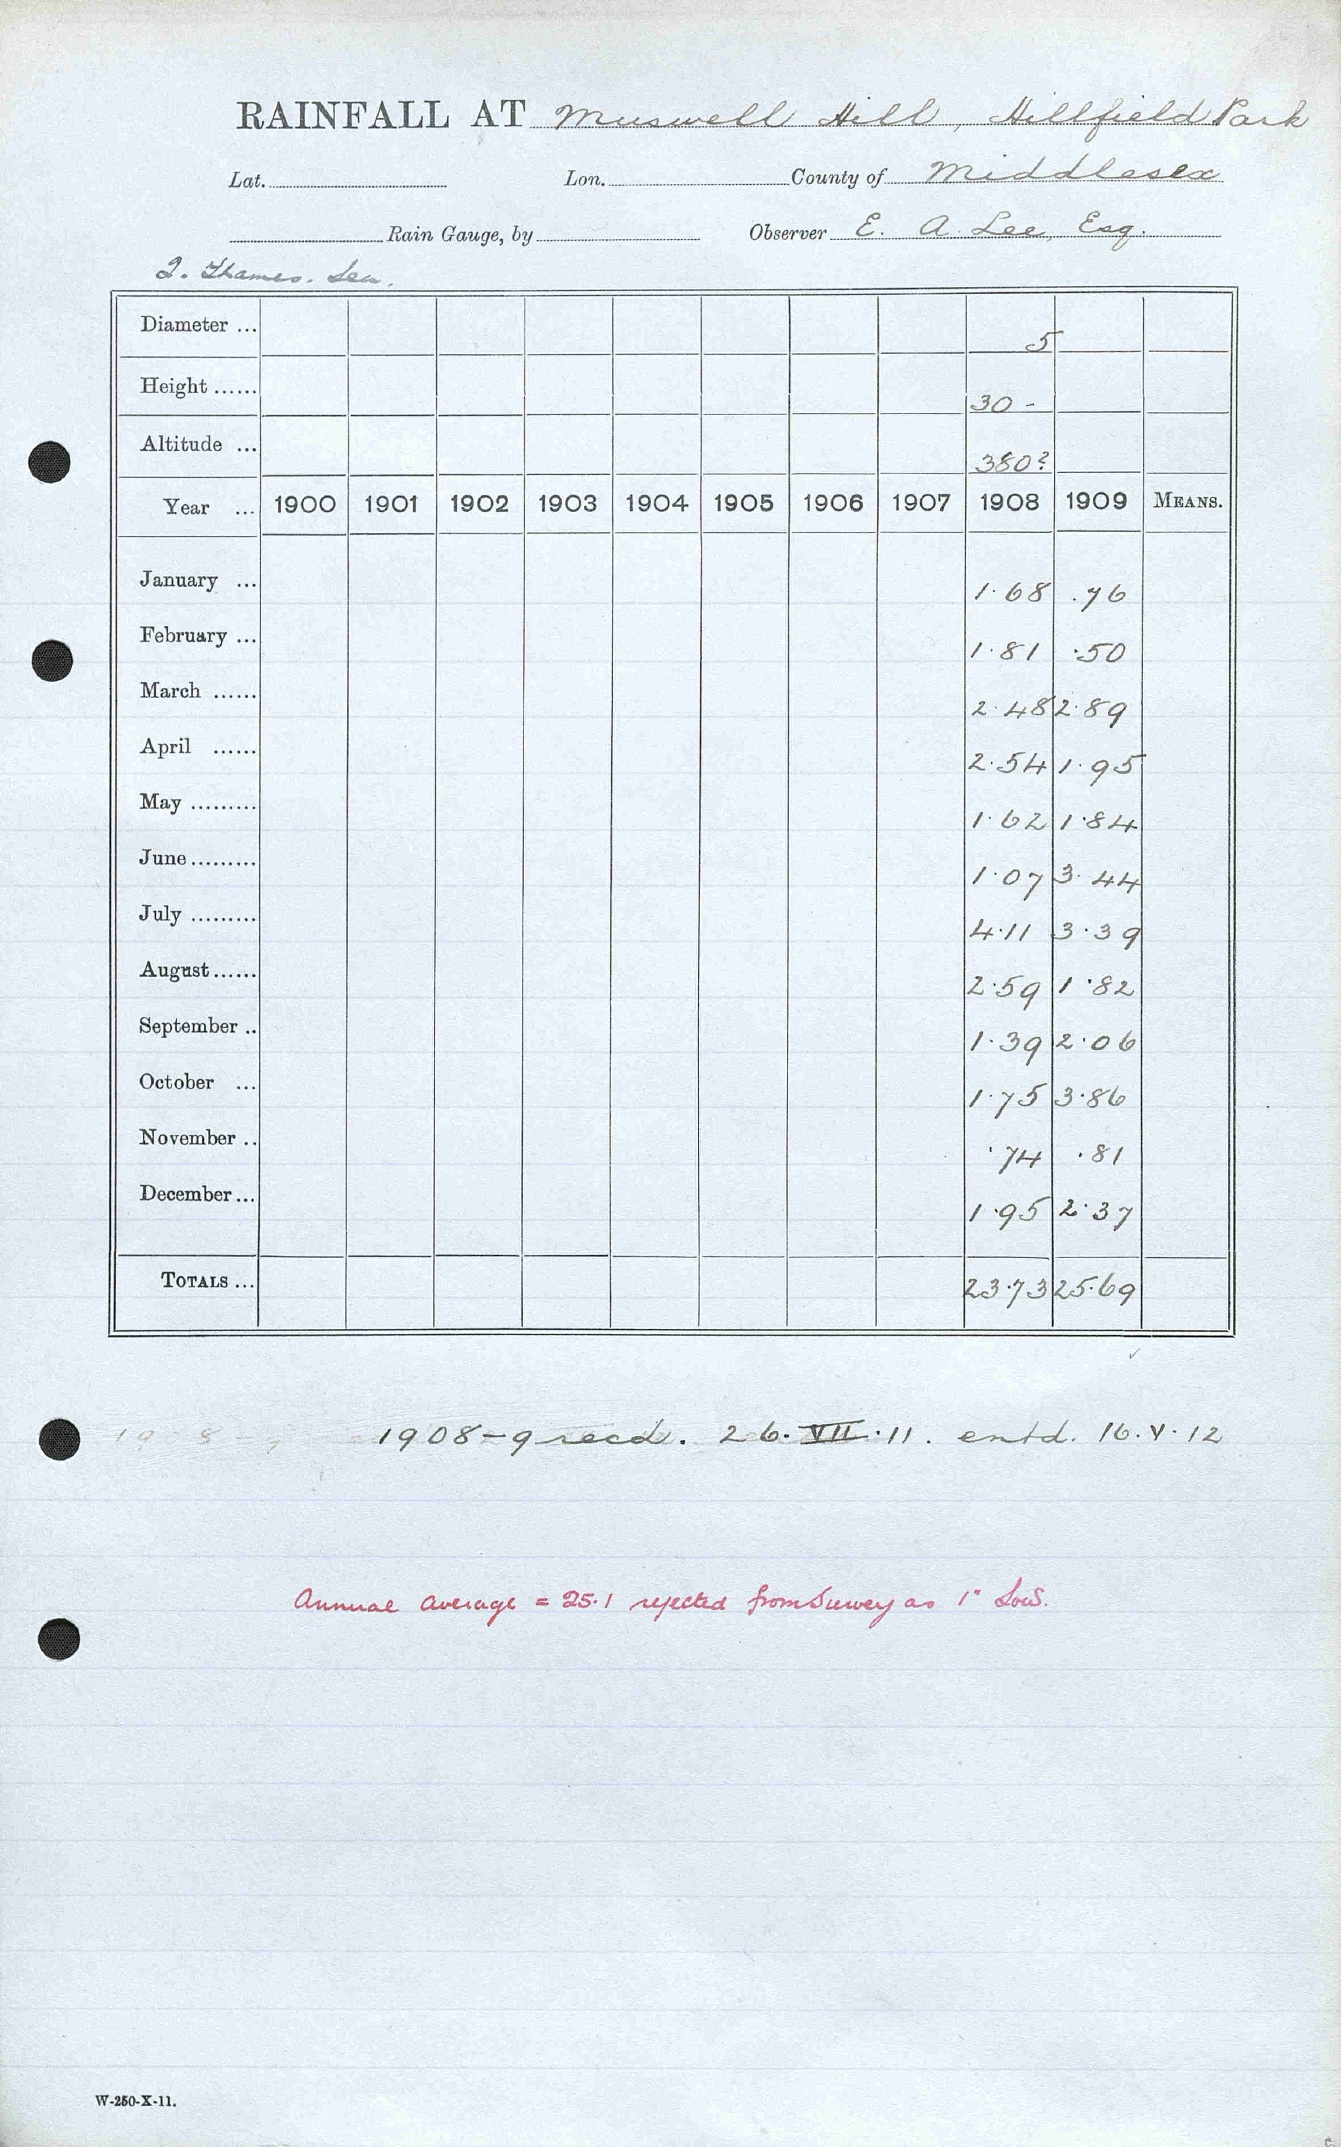 RAINFALL AT Muswell Hill, Hillfield Park
Lat. Lon. County of Middlesex
Rain Gauge, by Observer E. A. Lee, Esq.
2. Thames. Lea.
Diameter ... 5
Height ...... 30 -
Altitude ... 380?
Year ... 1900 1901 1902 1903 1904 1905 1906 1907 1908 1909 MEANS.
January ... 1.68 .76
February ... 1.81 .50
March ...... 2.48 2.89
April ...... 2.54 1.95
May ......... 1.62 1.84
June ......... 1.07 3.44
July ......... 4.11 3.39
August ...... 2.59 1.82
September .. 1.39 2.06
October ... 1.75 3.86
November .. .74 .81
December ... 1.95 2.37
TOTALS ... 23.73 25.69
1908-9 recd. 26.VII.11. entd. 16.V.12
Annual average = 25.1 rejected from Survey as 1" low.
W-250-X-11.